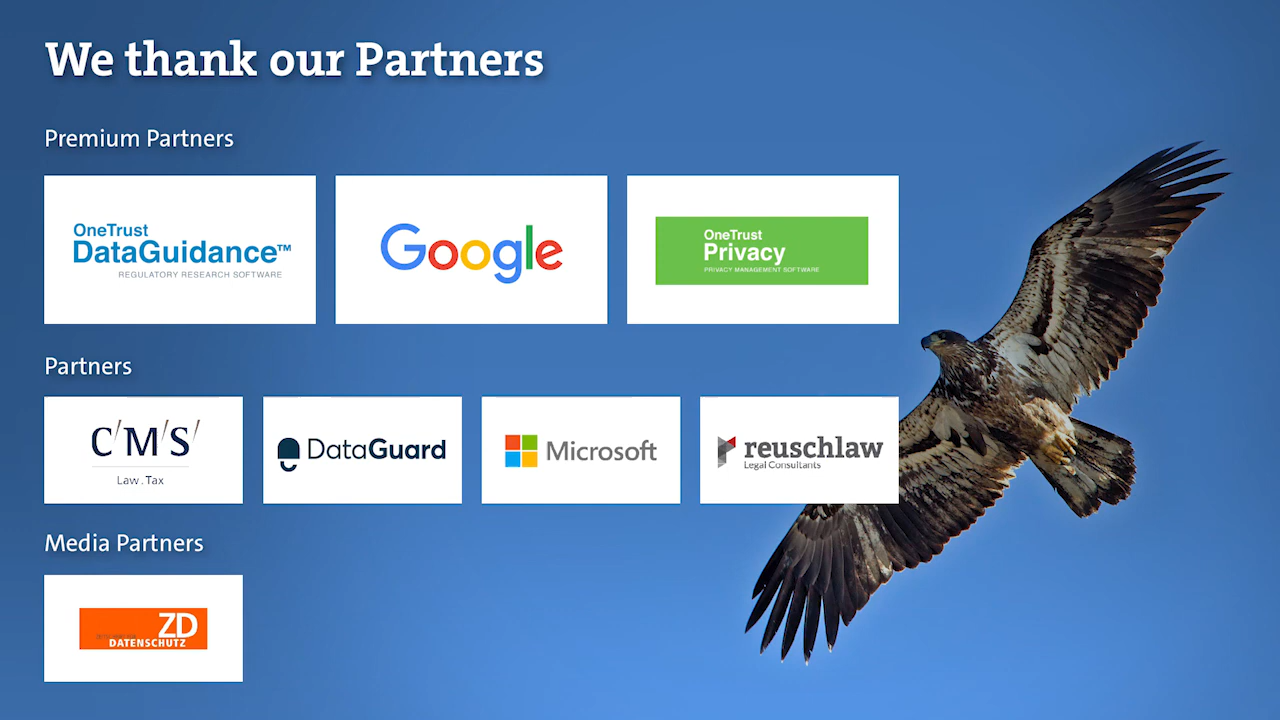 We thank our Partners
Premium Partners
OneTrust
DataGuidance™
REGULATORY RESEARCH SOFTWARE
Google
OneTrust
Privacy
PRIVACY MANAGEMENT SOFTWARE
Partners
C'M'S'
Law . Tax
DataGuard
Microsoft
reuschlaw
Legal Consultants
Media Partners
ZD
DATENSCHUTZ